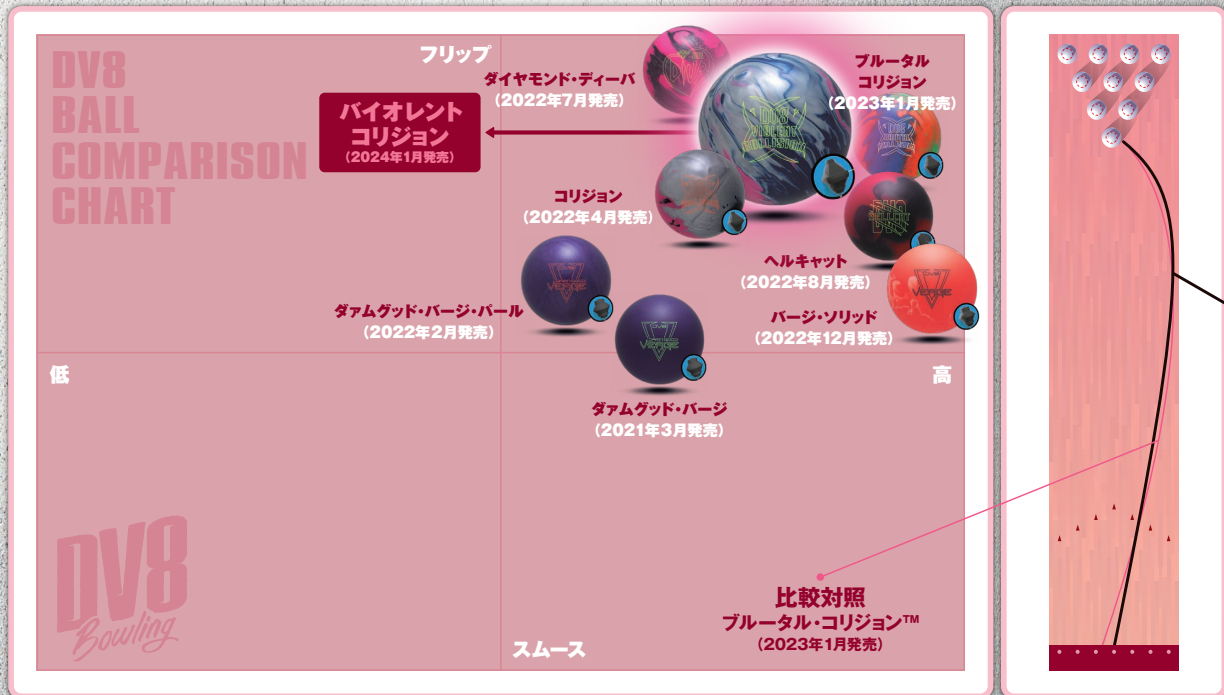 DV8
BALL
COMPARISON
CHART
フリップ
ダイヤモンド・ディーバ
(2022年7月発売)
ブルータル
コリジョン
(2023年1月発売)
バイオレント
コリジョン
(2024年1月発売)
コリジョン
(2022年4月発売)
ヘルキャット
(2022年8月発売)
ダァムグッド・バージ・パール
(2022年2月発売)
バージ・ソリッド
(2022年12月発売)
低
高
ダァムグッド・バージ
(2021年3月発売)
DV8
Bowling
比較対照
ブルータル・コリジョン™
(2023年1月発売)
スムース
DV8
VIOLENT
COLLISION
VERGE
VERGE
VERGE